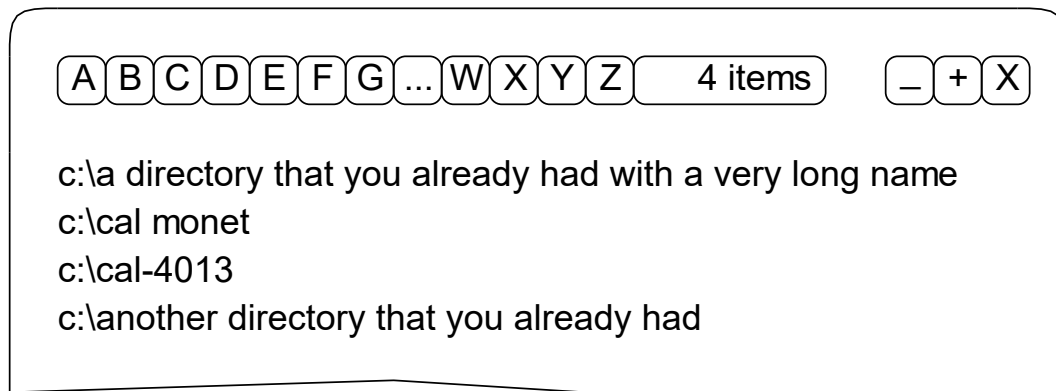 A B C D E F G ... W X Y Z 4 items _ + X
c:\a directory that you already had with a very long name
c:\cal monet
c:\cal-4013
c:\another directory that you already had